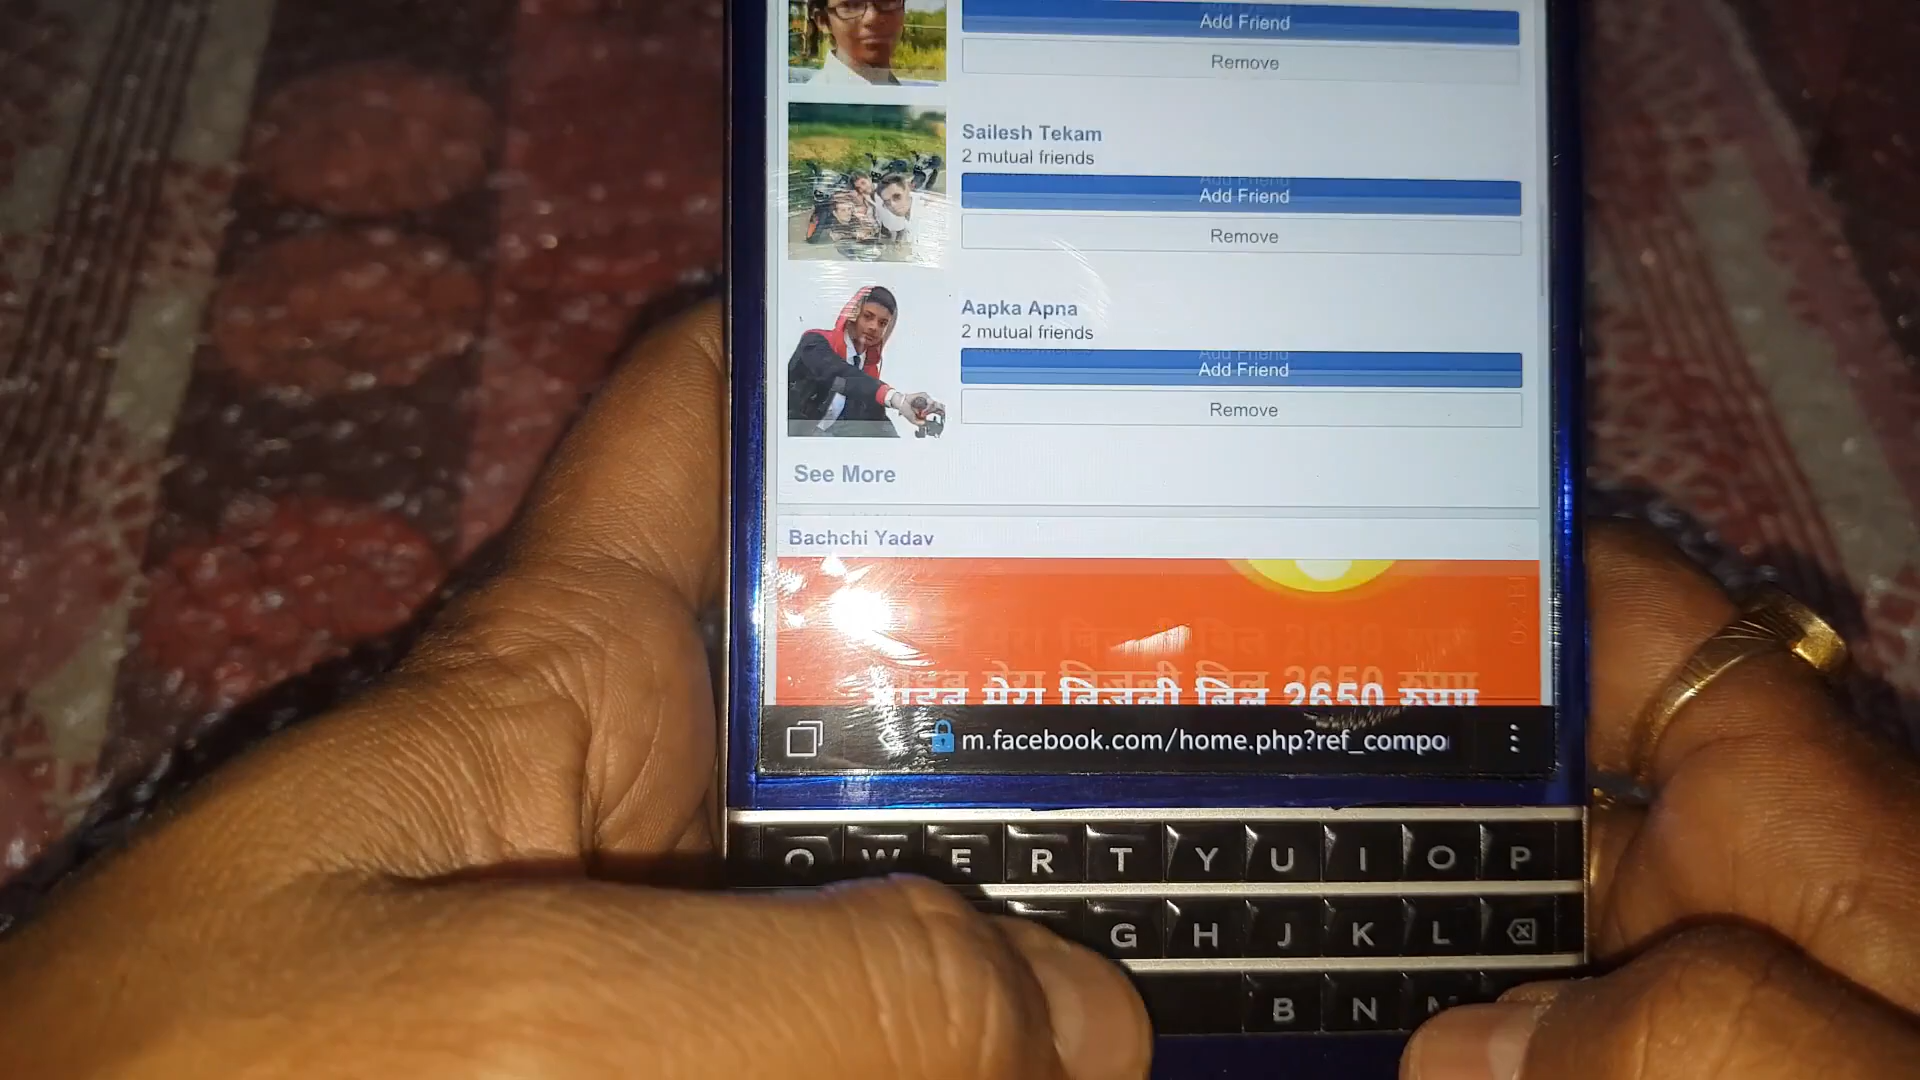 Add Friend
Remove
Sailesh Tekam
2 mutual friends
Add Friend
Remove
Aapka Apna
2 mutual friends
Add Friend
Remove
See More
Bachchi Yadav
मेरा बिजली बिल 2650 रुपए
m.facebook.com/home.php?ref_compo
Q W E R T Y U I O P
G H J K L
B N M